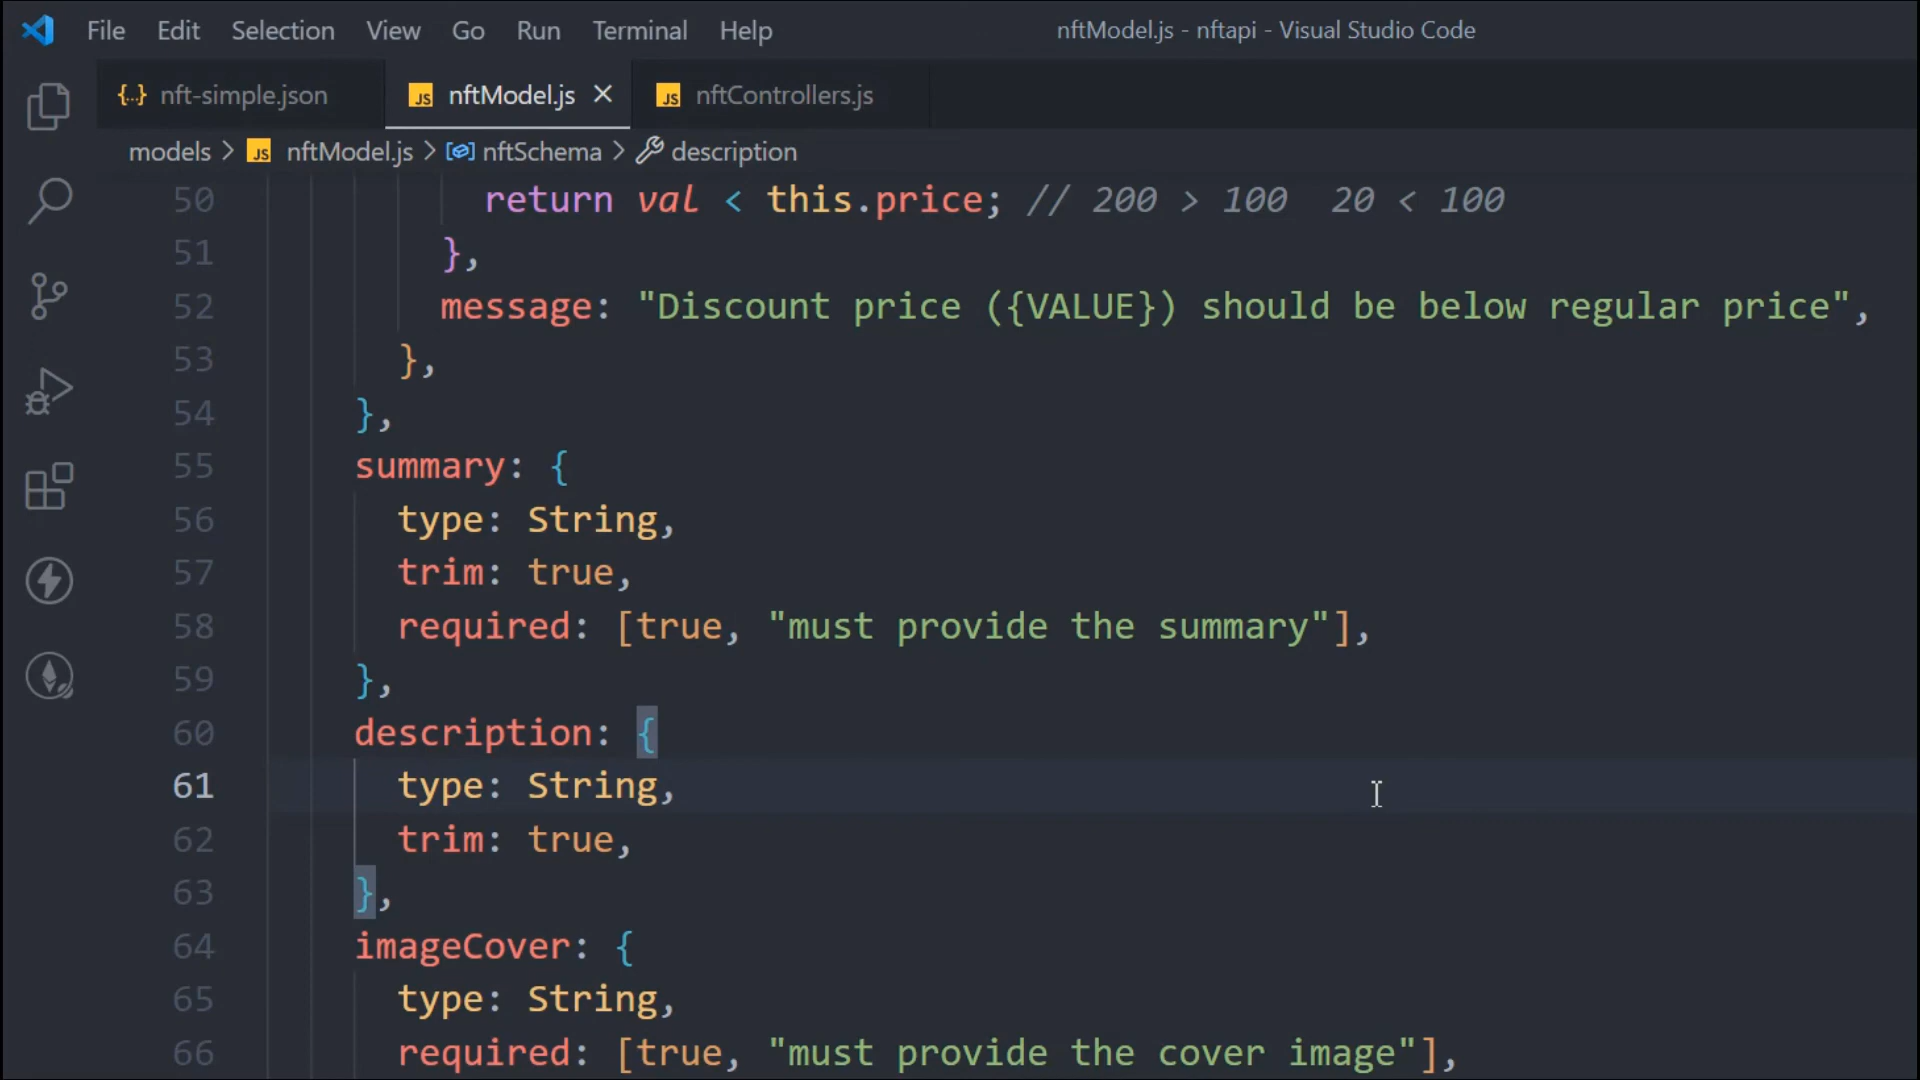 File Edit Selection View Go Run Terminal Help nftModel.js - nftapi - Visual Studio Code
{..} nft-simple.json JS nftModel.js × JS nftControllers.js
models > JS nftModel.js > nftSchema > description
50 return val < this.price; // 200 > 100  20 < 100
51 },
52 message: "Discount price ({VALUE}) should be below regular price",
53 },
54 },
55 summary: {
56 type: String,
57 trim: true,
58 required: [true, "must provide the summary"],
59 },
60 description: {
61 type: String,
62 trim: true,
63 },
64 imageCover: {
65 type: String,
66 required: [true, "must provide the cover image"],